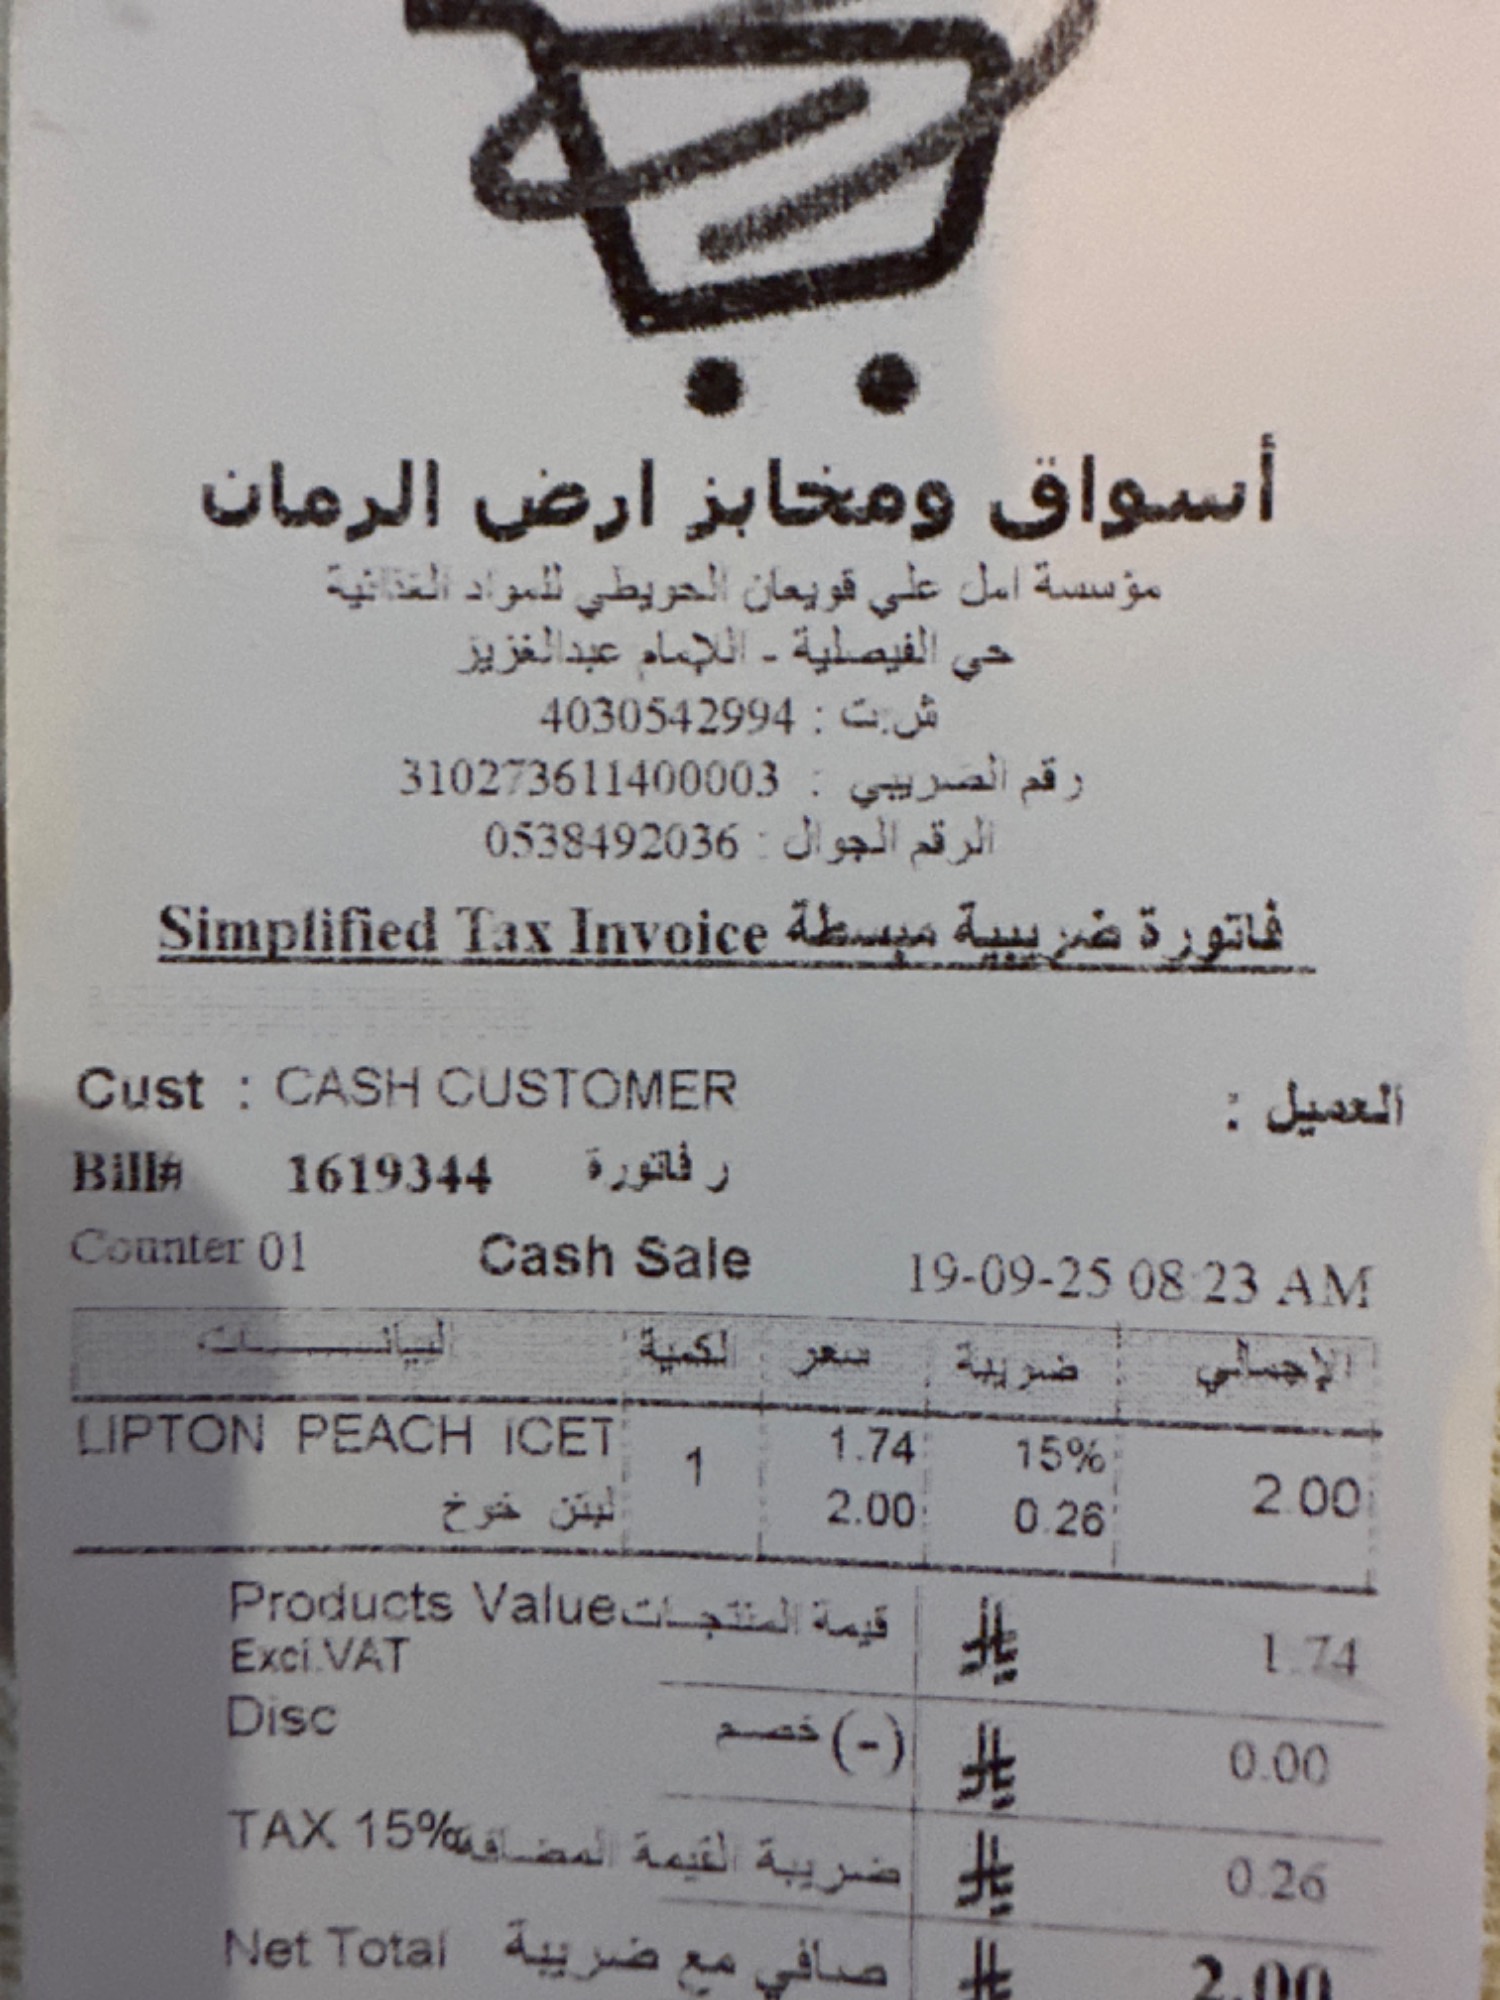 أسواق ومخابز ارض الرمان
مؤسسة امل علي قويعان الحويطي للمواد الغذائية
حي الفيصلية - الامام عبدالعزيز
ش.ت : 4030542994
رقم الضريبي : 310273611400003
الرقم الجوال : 0538492036
Simplified Tax Invoice فاتورة ضريبية مبسطة
Cust : CASH CUSTOMER العميل :
Bill# 1619344 ر فاتورة
Counter 01 Cash Sale 19-09-25 08:23 AM
البيانـــــــات لكمية سعر ضريبة الإجمالي
LIPTON PEACH ICET 1 1.74 15% 2.00
ليبتن خوخ 2.00 0.26
Products Value قيمة المنتجـات 1.74
Excl.VAT
Disc خصم (-) 0.00
TAX 15% ضريبة القيمة المضافة 0.26
Net Total صافي مع ضريبة 2.00